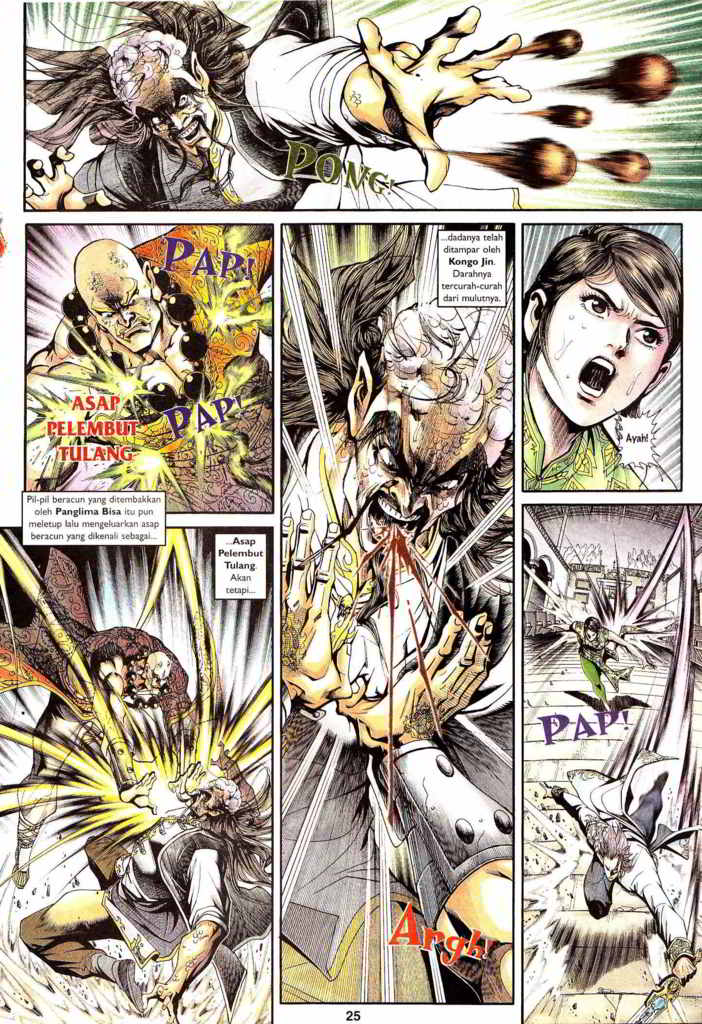 PONG!
PAP!
PAP!
ASAP
PELEMBUT
TULANG
Pil-pil beracun yang ditembakkan
oleh Panglima Bisa itu pun
meletup lalu mengeluarkan asap
beracun yang dikenali sebagai...
...Asap
Pelembut
Tulang.
Akan
tetapi...
...dadanya telah
ditampar oleh
Kongo Jin.
Darahnya
tercurah-curah
dari mulutnya.
Argh!
Ayah!
PAP!
25